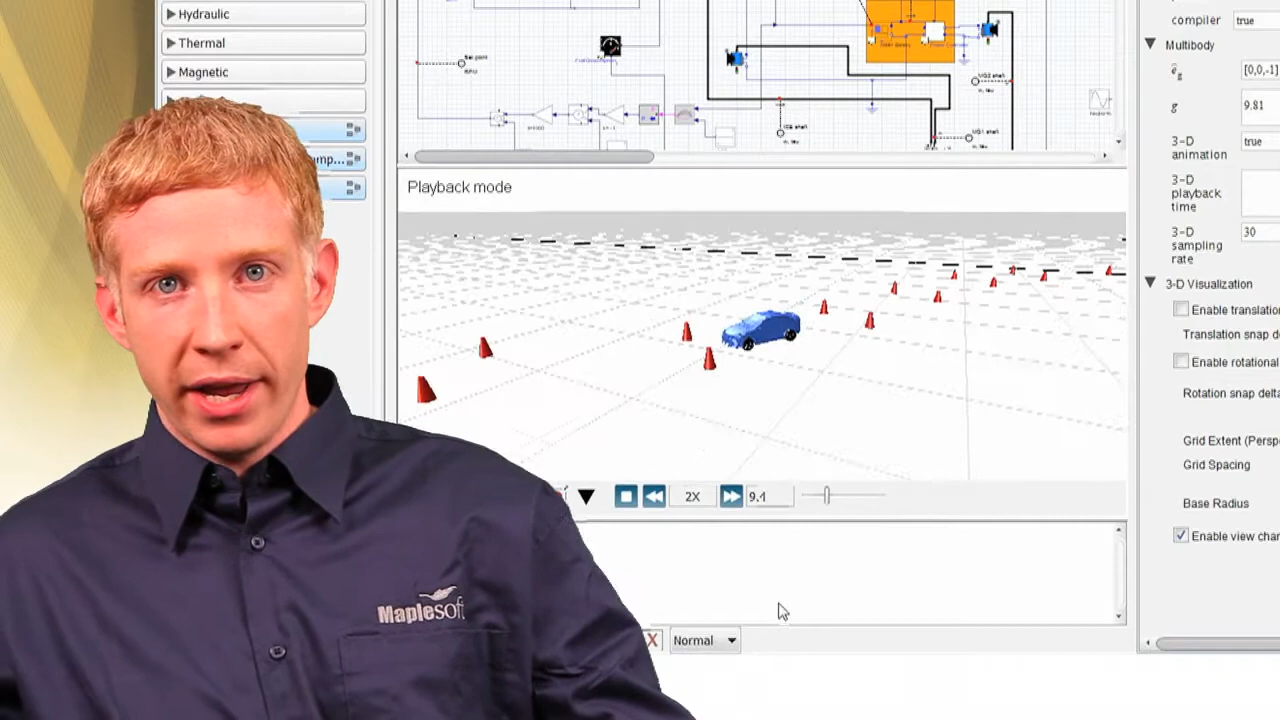 Hydraulic
Thermal
Magnetic
omp...
Playback mode
2X
9.4
Normal
compiler
true
Multibody
[0,0,-1]
g
9.81
3-D
animation
true
3-D
playback
time
3-D
sampling
rate
30
3-D Visualization
Enable translatio
Translation snap d
Enable rotational
Rotation snap delta
Grid Extent (Persp
Grid Spacing
Base Radius
Enable view char
Maplesoft